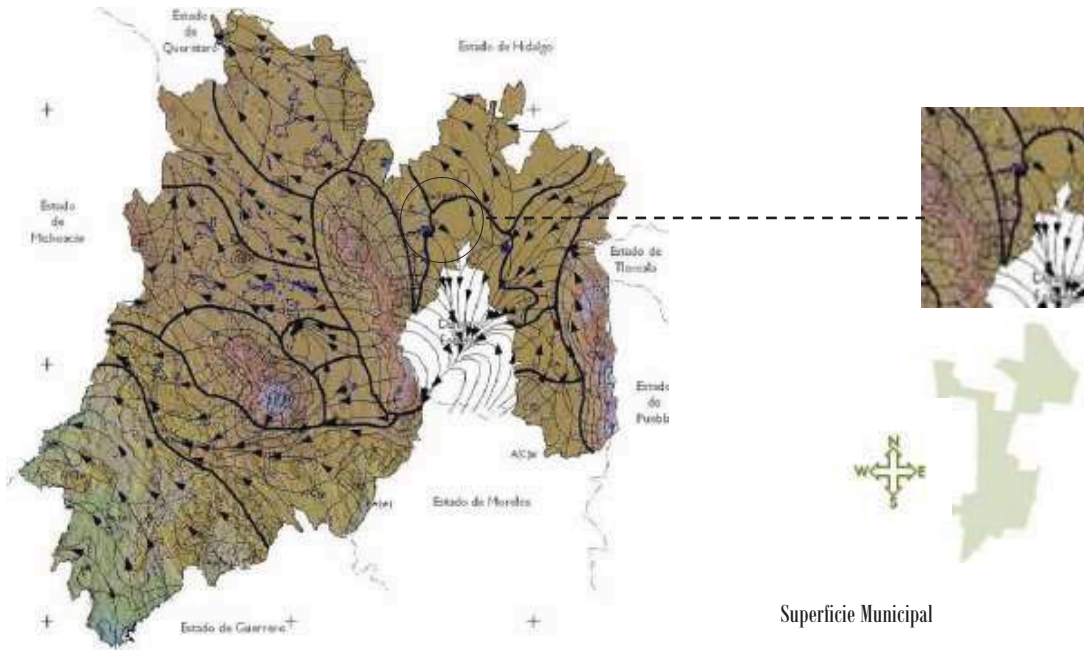 Estado
de
Querétaro
Estado de Hidalgo
Estado
de
Michoacán
Estado
de
Tlaxcala
Estado
de
Puebla
Estado de Morelos
Estado de Guerrero
N
W
E
S
Superficie Municipal